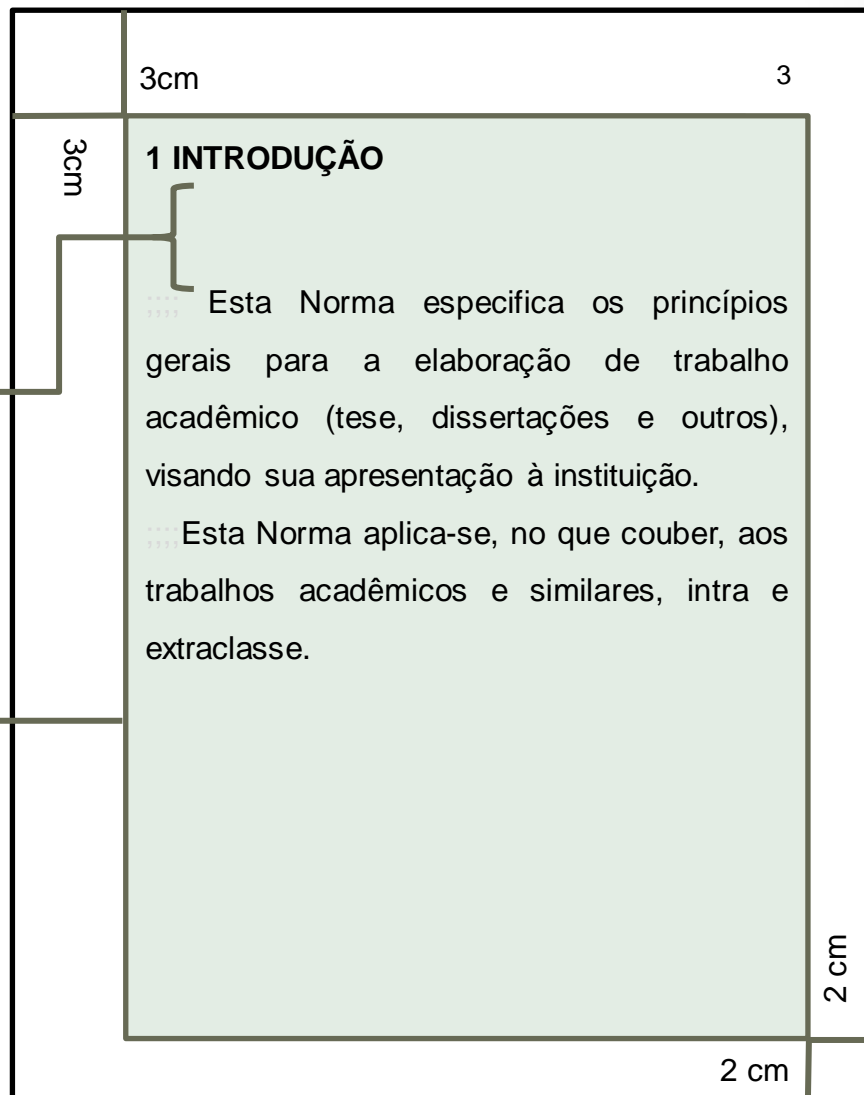 3cm
3
3cm
1 INTRODUÇÃO
;;;; Esta Norma especifica os princípios
gerais para a elaboração de trabalho
acadêmico (tese, dissertações e outros),
visando sua apresentação à instituição.
;;;;Esta Norma aplica-se, no que couber, aos
trabalhos acadêmicos e similares, intra e
extraclasse.
2 cm
2 cm